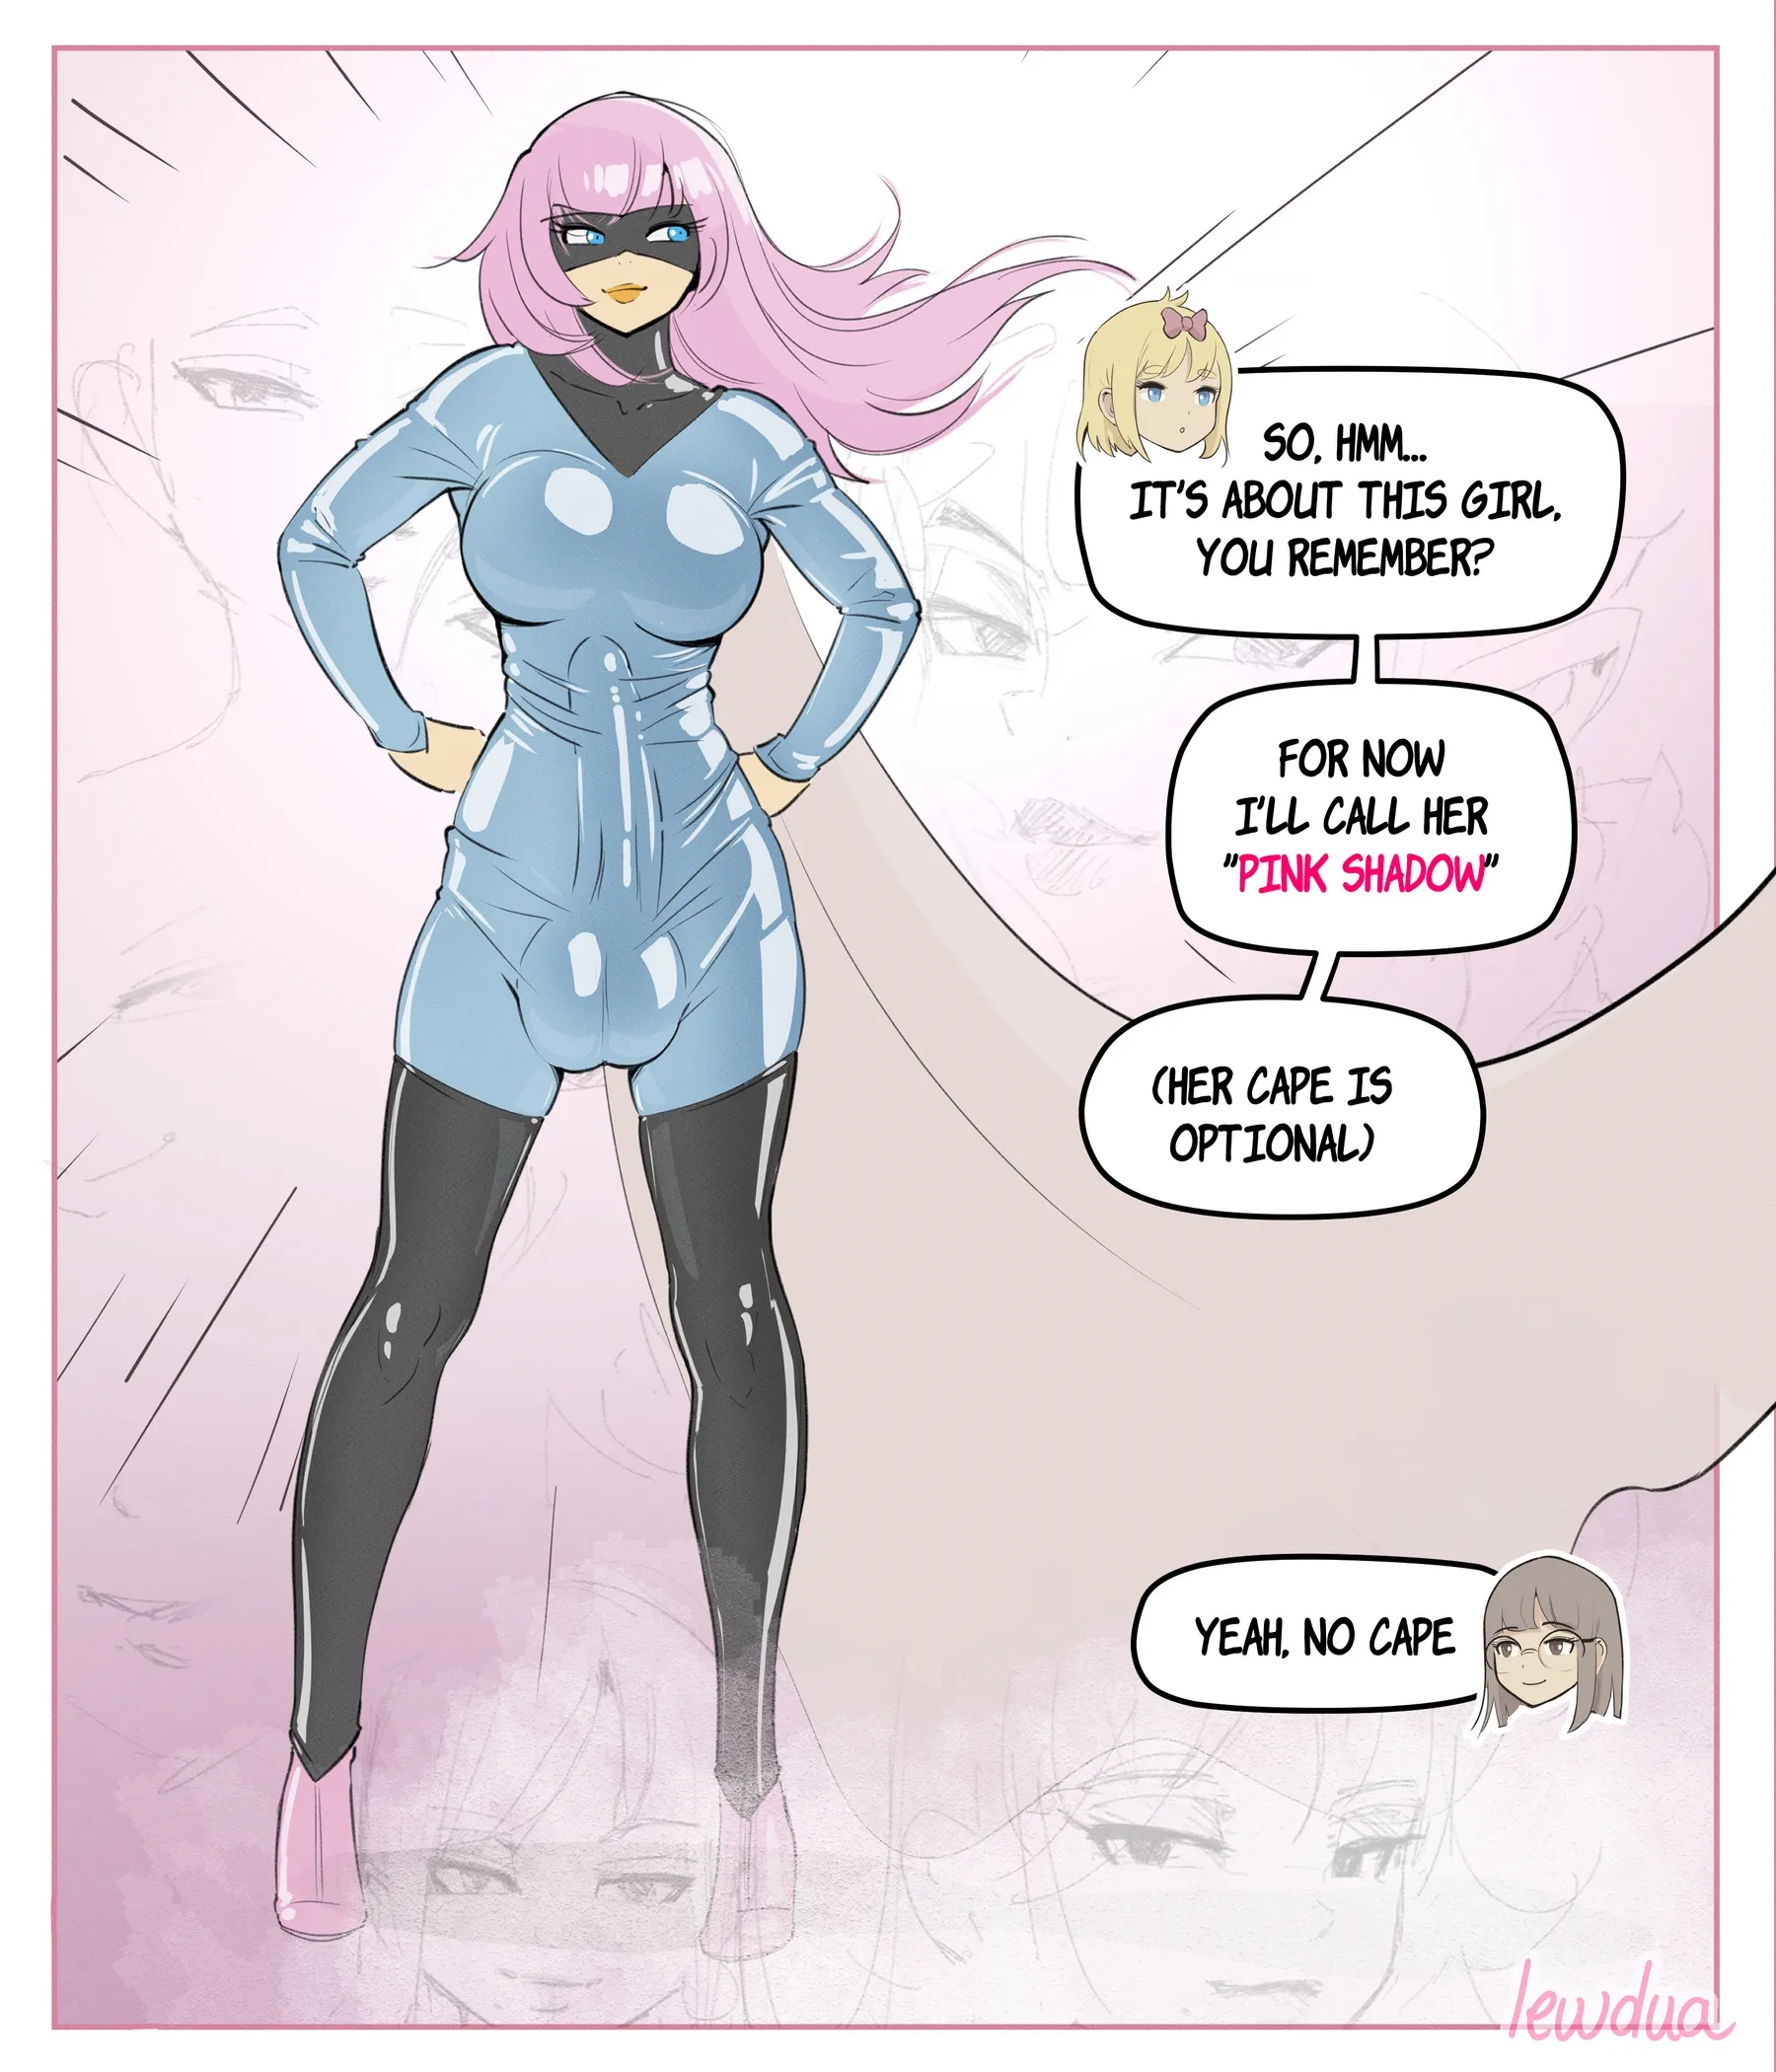 SO, HMM...
IT'S ABOUT THIS GIRL,
YOU REMEMBER?
FOR NOW
I'LL CALL HER
"PINK SHADOW"
(HER CAPE IS
OPTIONAL)
YEAH, NO CAPE
lewdua